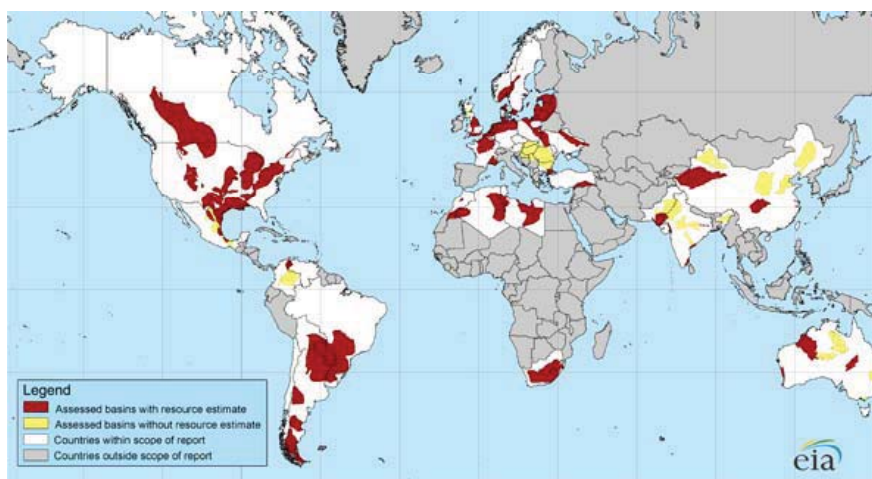 Legend
Assessed basins with resource estimate
Assessed basins without resource estimate
Countries within scope of report
Countries outside scope of report
eia